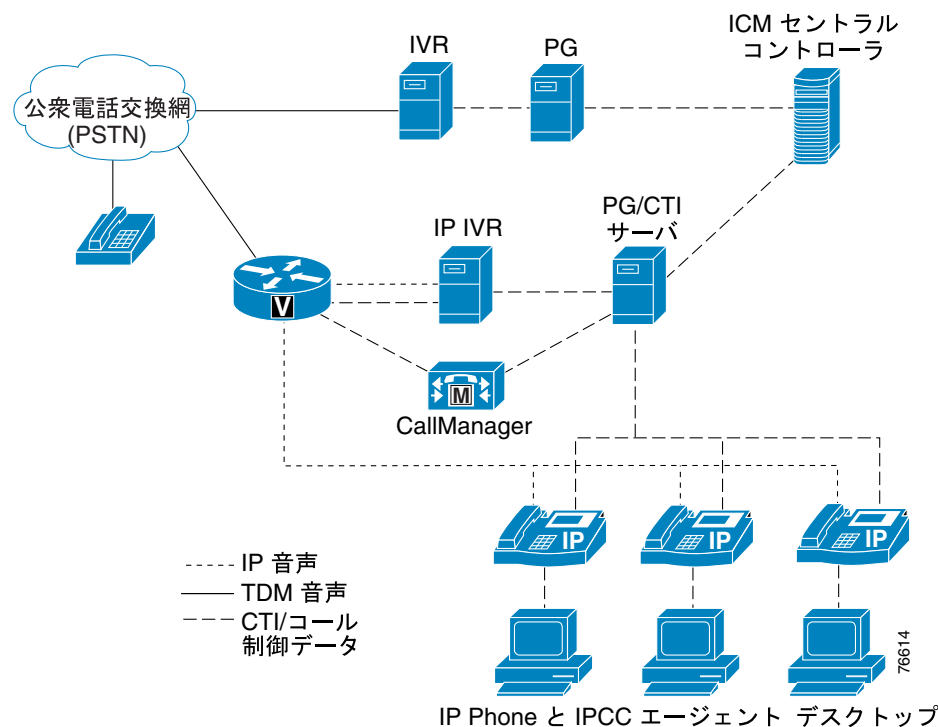 IVR
PG
ICM セントラル
コントローラ
公衆電話交換網
(PSTN)
IP IVR
PG/CTI
サーバ
V
M
CallManager
IP
IP
IP
IP 音声
TDM 音声
CTI/コール
制御データ
76614
IP Phone と IPCC エージェント デスクトップ